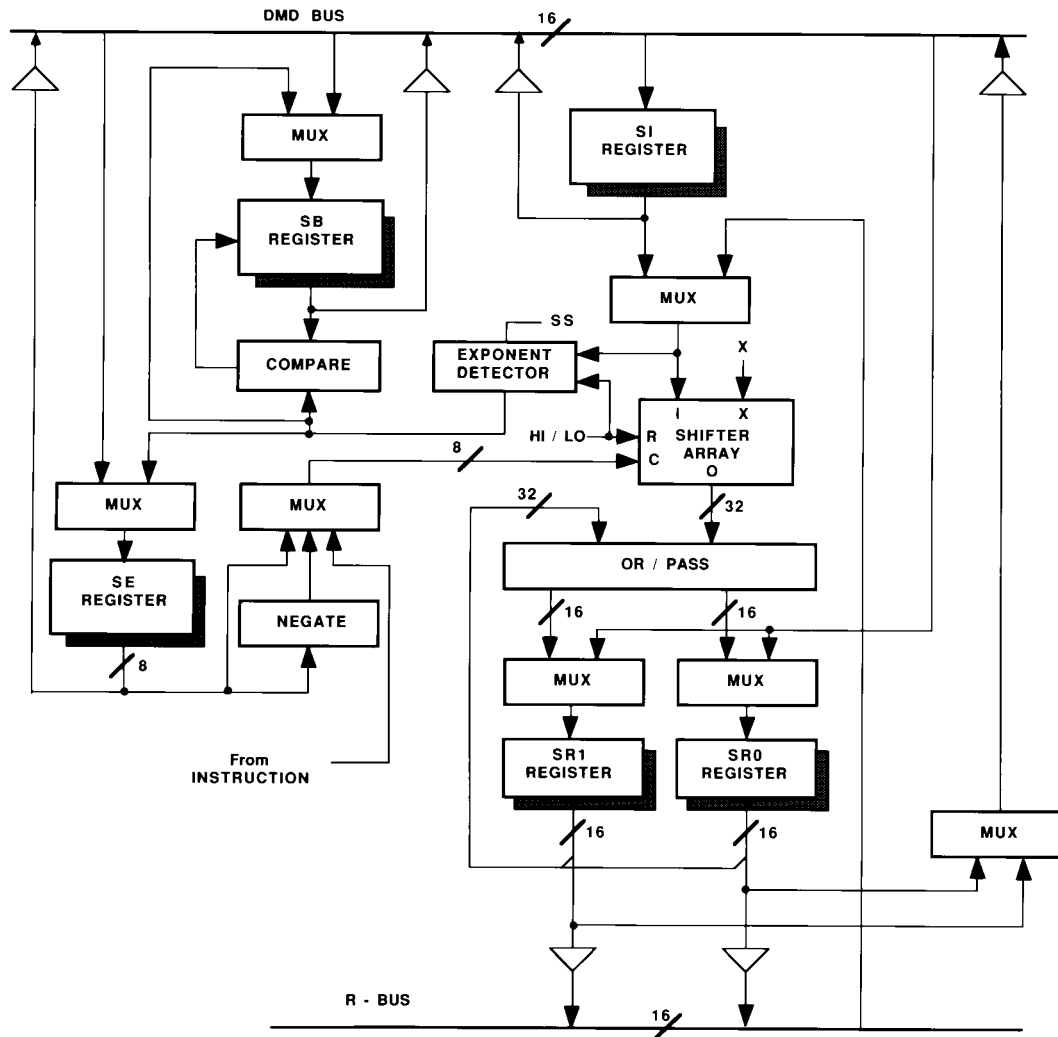 DMD BUS
16
MUX
SI
REGISTER
SB
REGISTER
MUX
SS
COMPARE
EXPONENT
DETECTOR
X
I X
HI / LO
R SHIFTER
ARRAY
C
O
8
MUX
MUX
32
32
OR / PASS
SE
REGISTER
NEGATE
16
16
8
MUX
MUX
From
INSTRUCTION
SR1
REGISTER
SR0
REGISTER
16
16
MUX
R - BUS
16